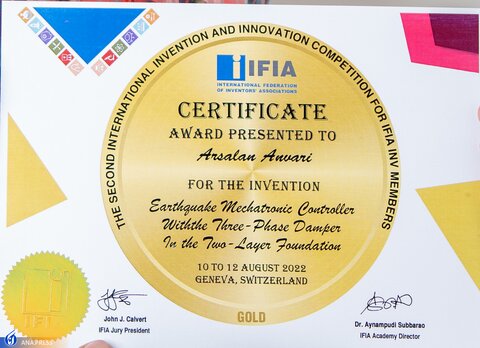 THE SECOND INTERNATIONAL INVENTION AND INNOVATION COMPETITION FOR IFIA INV MEMBERS
IFIA
INTERNATIONAL FEDERATION
OF INVENTORS' ASSOCIATIONS
CERTIFICATE
AWARD PRESENTED TO
Arsalan Anvari
FOR THE INVENTION
Earthquake Mechatronic Controller
Withthe Three-Phase Damper
In the Two-Layer Foundation
10 TO 12 AUGUST 2022
GENEVA, SWITZERLAND
GOLD
IFIA
John J. Calvert
IFIA Jury President
Dr. Aynampudi Subbarao
IFIA Academy Director
ANAPRESS